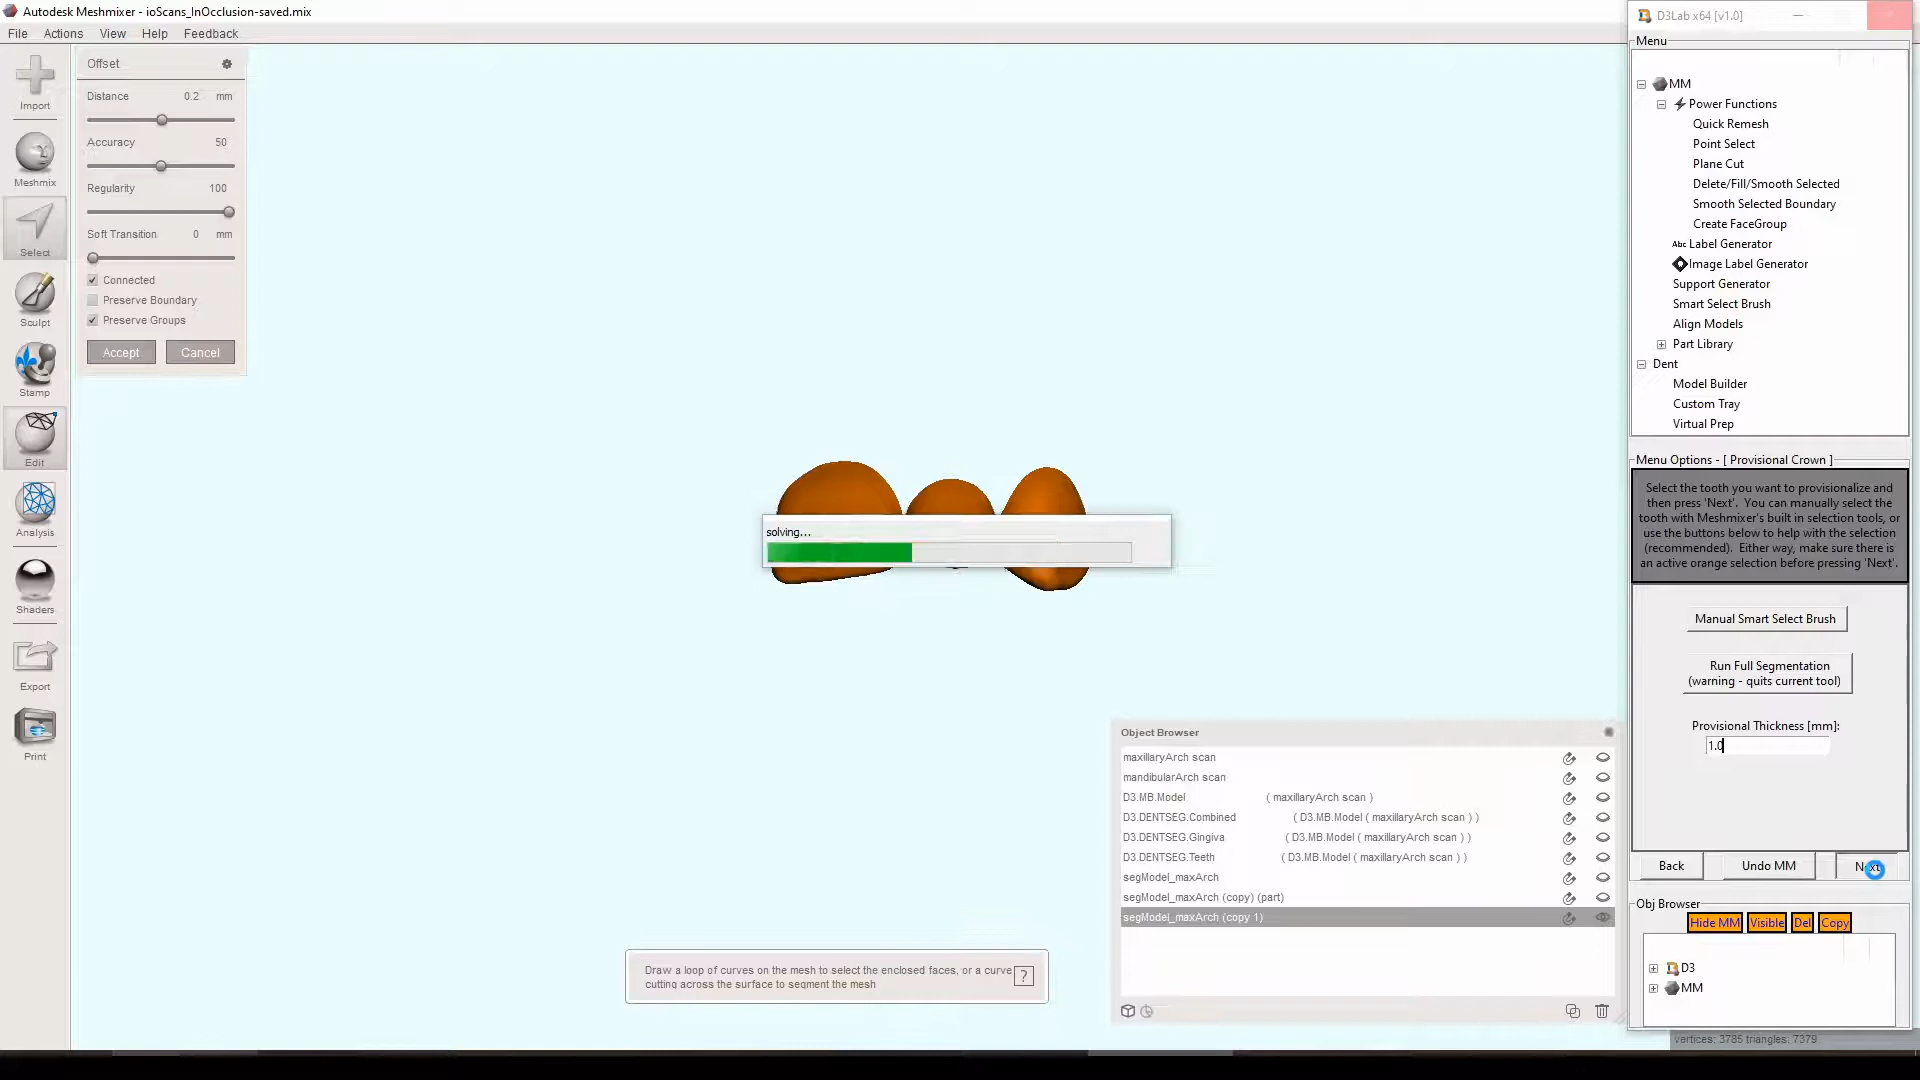 Autodesk Meshmixer - ioScans_InOcclusion-saved.mix
File Actions View Help Feedback
Import
Meshmix
Select
Sculpt
Stamp
Edit
Analysis
Shaders
Export
Print
Offset
Distance 0.2 mm
Accuracy 50
Regularity 100
Soft Transition 0 mm
Connected
Preserve Boundary
Preserve Groups
Accept Cancel
solving...
Draw a loop of curves on the mesh to select the enclosed faces, or a curve
cutting across the surface to segment the mesh
?
Object Browser
maxillaryArch scan
mandibularArch scan
D3.MB.Model ( maxillaryArch scan )
D3.DENTSEG.Combined ( D3.MB.Model ( maxillaryArch scan ) )
D3.DENTSEG.Gingiva ( D3.MB.Model ( maxillaryArch scan ) )
D3.DENTSEG.Teeth ( D3.MB.Model ( maxillaryArch scan ) )
segModel_maxArch
segModel_maxArch (copy) (part)
segModel_maxArch (copy 1)
D3Lab x64 [v1.0]
Menu
MM
Power Functions
Quick Remesh
Point Select
Plane Cut
Delete/Fill/Smooth Selected
Smooth Selected Boundary
Create FaceGroup
Abc Label Generator
Image Label Generator
Support Generator
Smart Select Brush
Align Models
Part Library
Dent
Model Builder
Custom Tray
Virtual Prep
Menu Options - [ Provisional Crown ]
Select the tooth you want to provisionalize and
then press 'Next'. You can manually select the
tooth with Meshmixer's built in selection tools, or
use the buttons below to help with the selection
(recommended). Either way, make sure there is
an active orange selection before pressing 'Next'.
Manual Smart Select Brush
Run Full Segmentation
(warning - quits current tool)
Provisional Thickness [mm]:
1.0
Back Undo MM Next
Obj Browser
Hide MM Visible Del Copy
D3
MM
vertices: 3785 triangles: 7379